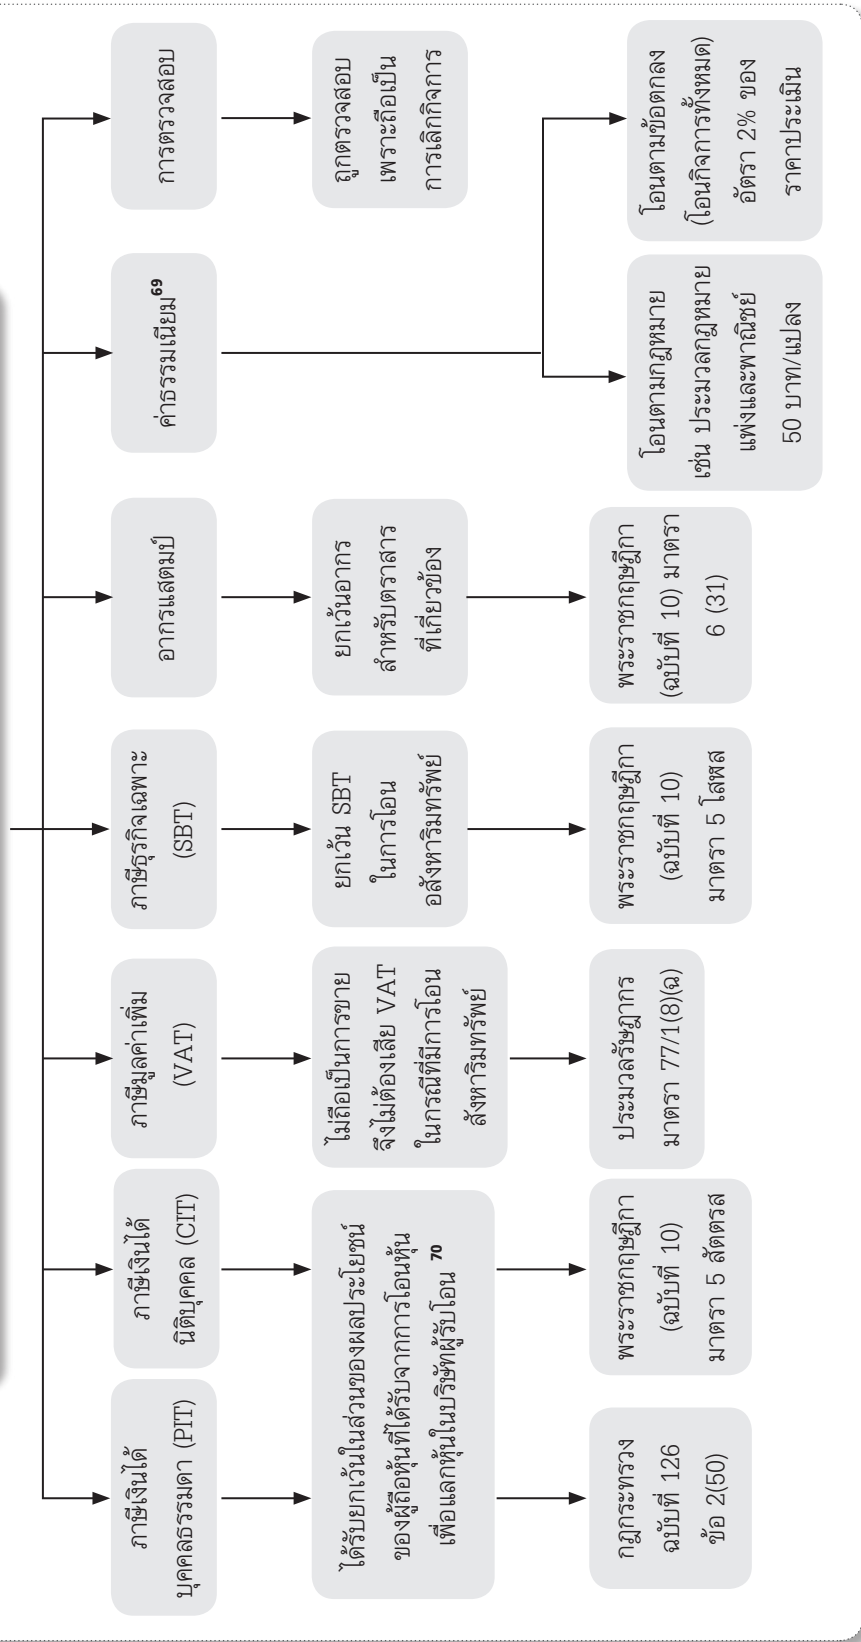 ภาษีเงินได้
บุคคลธรรมดา (PIT)
ภาษีเงินได้
นิติบุคคล (CIT)
ภาษีมูลค่าเพิ่ม
(VAT)
ภาษีธุรกิจเฉพาะ
(SBT)
อากรแสตมป์
ค่าธรรมเนียม69
การตรวจสอบ
ได้รับยกเว้นในส่วนของผลประโยชน์
ของผู้ถือหุ้นที่ได้รับจากการโอนหุ้น
เพื่อแลกหุ้นในบริษัทผู้รับโอน 70
ไม่ถือเป็นการขาย
จึงไม่ต้องเสีย VAT
ในกรณีที่มีการโอน
สังหาริมทรัพย์
ยกเว้น SBT
ในการโอน
อสังหาริมทรัพย์
ยกเว้นอากร
สำหรับตราสาร
ที่เกี่ยวข้อง
ถูกตรวจสอบ
เพราะถือเป็น
การเลิกกิจการ
กฎกระทรวง
ฉบับที่ 126
ข้อ 2(50)
พระราชกฤษฎีกา
(ฉบับที่ 10)
มาตรา 5 สัตตรส
ประมวลรัษฎากร
มาตรา 77/1(8)(ฉ)
พระราชกฤษฎีกา
(ฉบับที่ 10)
มาตรา 5 โสฬส
พระราชกฤษฎีกา
(ฉบับที่ 10) มาตรา
6 (31)
โอนตามกฎหมาย
เช่น ประมวลกฎหมาย
แพ่งและพาณิชย์
50 บาท/แปลง
โอนตามข้อตกลง
(โอนกิจการทั้งหมด)
อัตรา 2% ของ
ราคาประเมิน